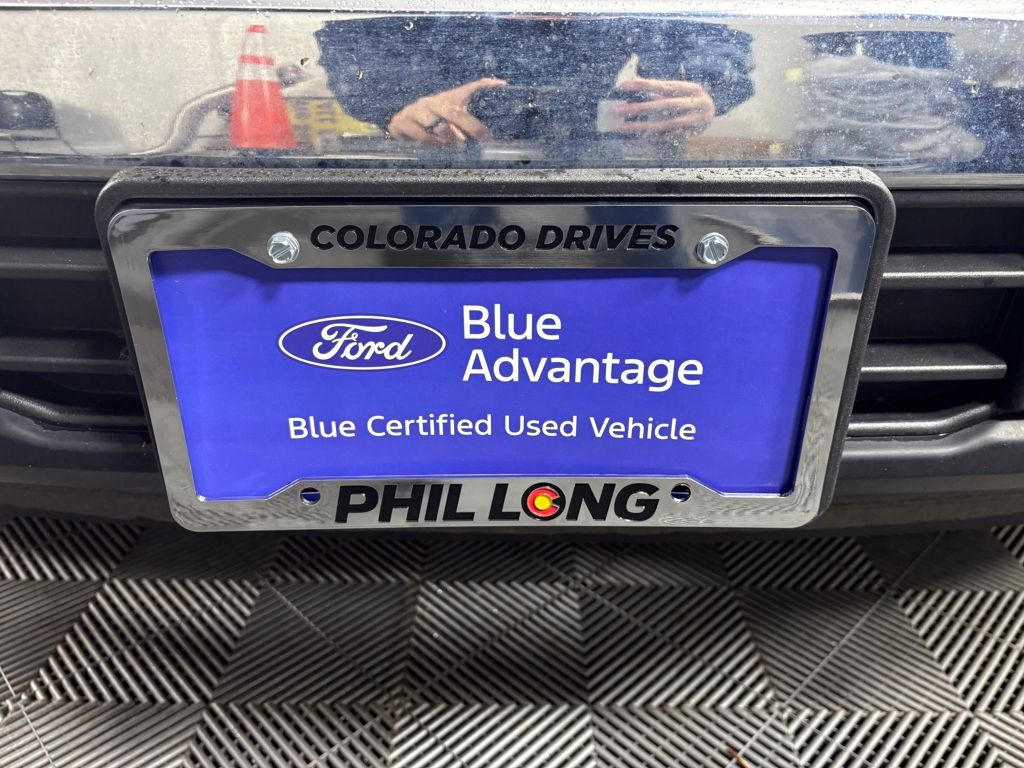 COLORADO DRIVES
Ford
Blue
Advantage
Blue Certified Used Vehicle
PHIL LONG